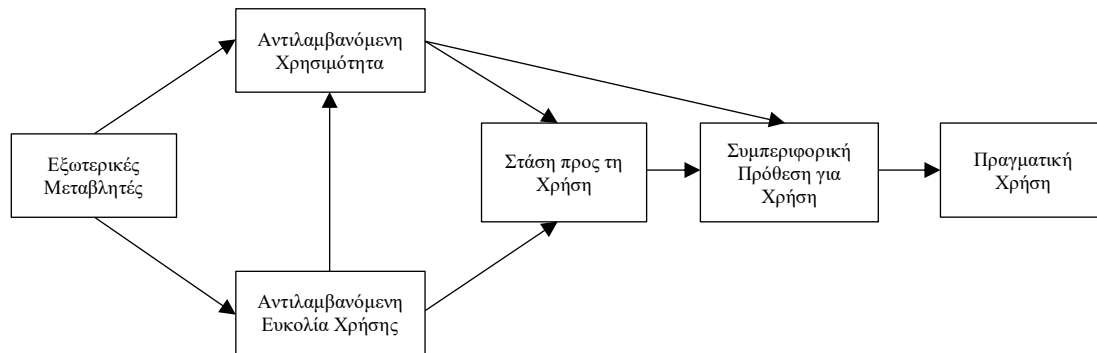 Αντιλαμβανόμενη
Χρησιμότητα
Εξωτερικές
Μεταβλητές
Στάση προς τη
Χρήση
Συμπεριφορική
Πρόθεση για
Χρήση
Πραγματική
Χρήση
Αντιλαμβανόμενη
Ευκολία Χρήσης